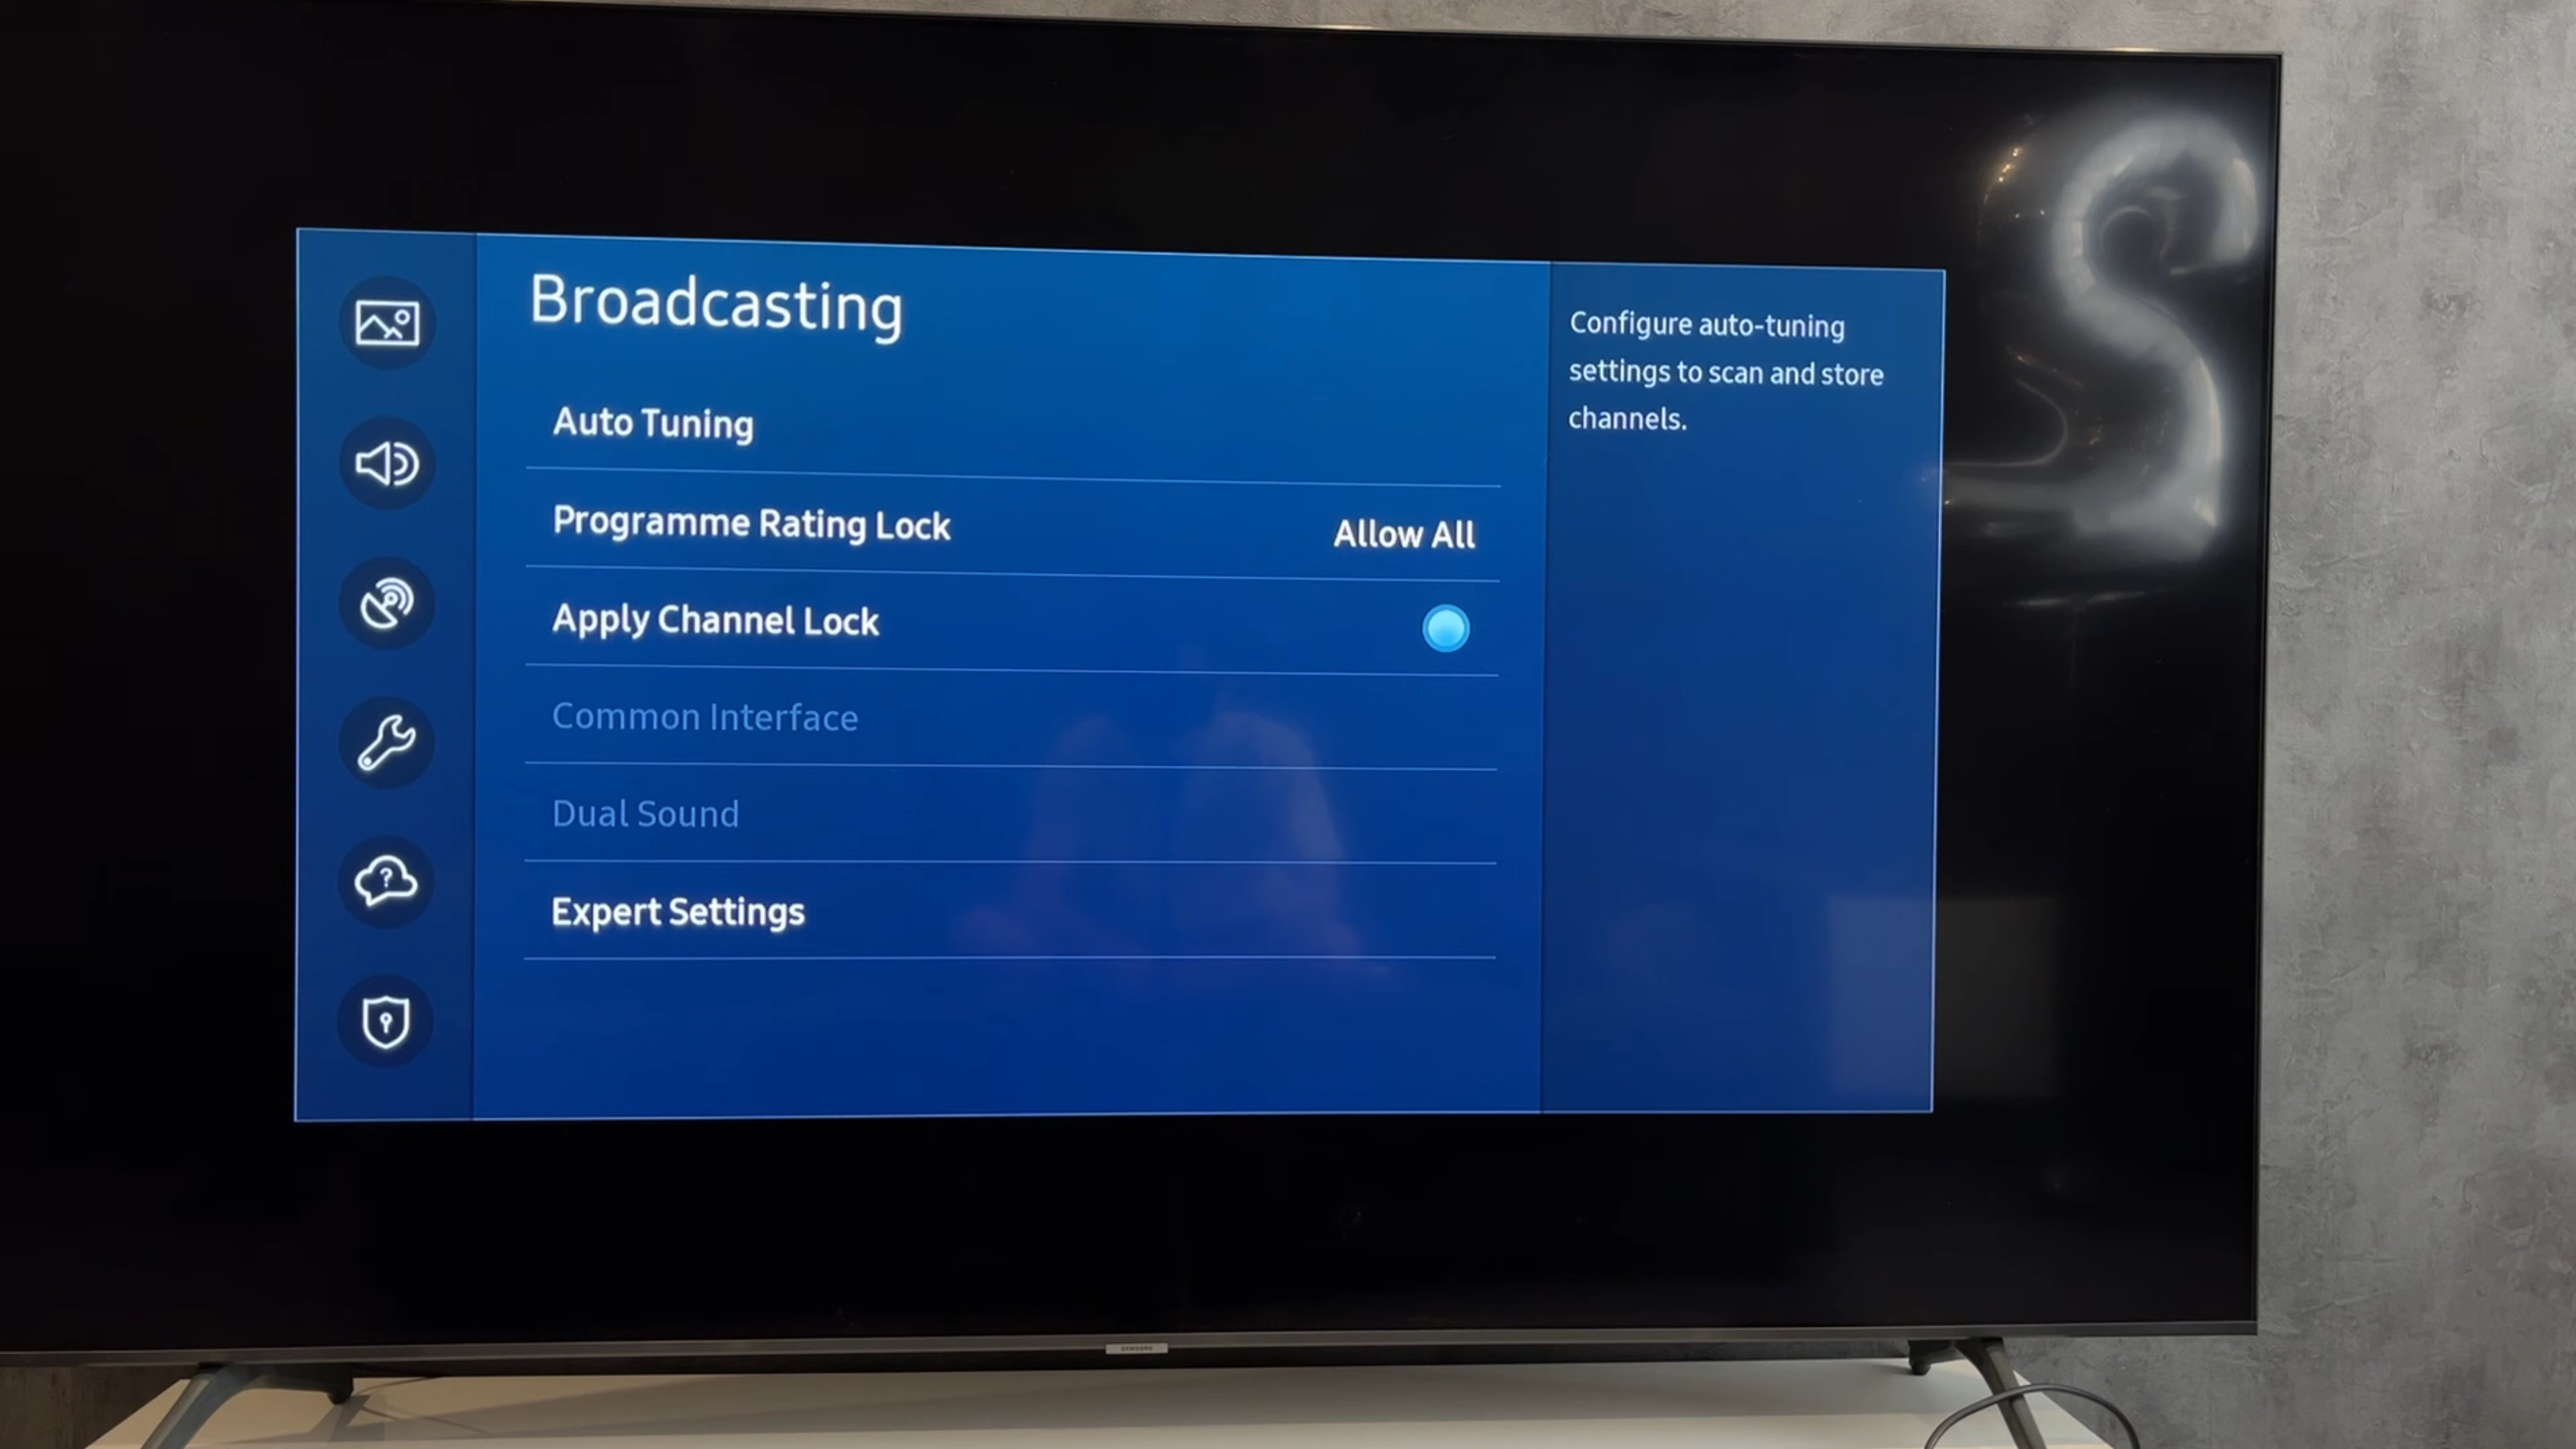 Broadcasting
Auto Tuning
Programme Rating Lock
Allow All
Apply Channel Lock
Common Interface
Dual Sound
Expert Settings
Configure auto-tuning
settings to scan and store
channels.
SAMSUNG